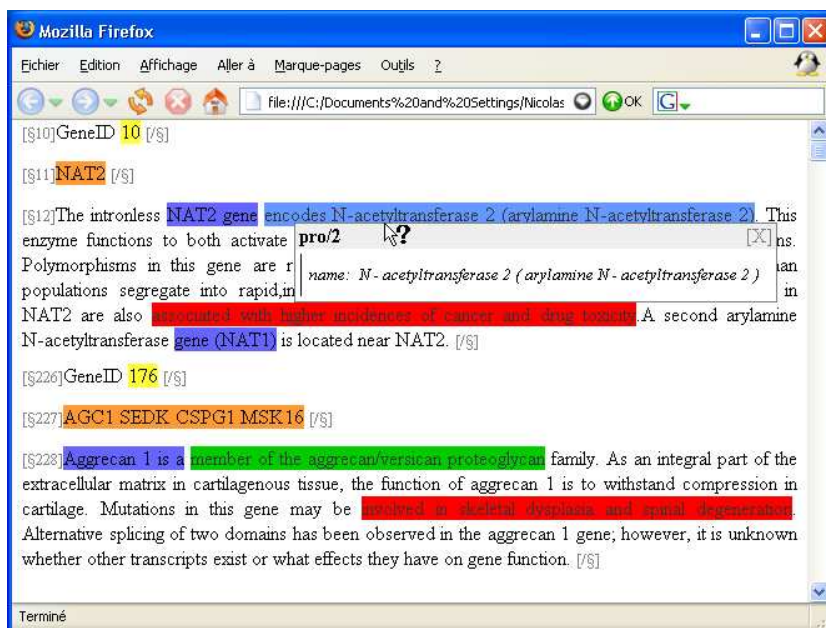 Mozilla Firefox
Fichier Edition Affichage Aller à Marque-pages Outils ?
file:///C:/Documents%20and%20Settings/Nicolas OK G
[§10]GeneID 10 [/§]
[§11]NAT2 [/§]
[§12]The intronless NAT2 gene encodes N-acetyltransferase 2 (arylamine N-acetyltransferase 2). This
enzyme functions to both activate pro/2 ? [X] ns.
Polymorphisms in this gene are r name: N - acetyltransferase 2 ( arylamine N - acetyltransferase 2 ) nan
populations segregate into rapid,in in
NAT2 are also associated with higher incidences of cancer and drug toxicity.A second arylamine
N-acetyltransferase gene (NAT1) is located near NAT2. [/§]
[§226]GeneID 176 [/§]
[§227]AGC1 SEDK CSPG1 MSK16 [/§]
[§228]Aggrecan 1 is a member of the aggrecan/versican proteoglycan family. As an integral part of the
extracellular matrix in cartilagenous tissue, the function of aggrecan 1 is to withstand compression in
cartilage. Mutations in this gene may be involved in skeletal dysplasia and spinal degeneration.
Alternative splicing of two domains has been observed in the aggrecan 1 gene; however, it is unknown
whether other transcripts exist or what effects they have on gene function. [/§]
Terminé